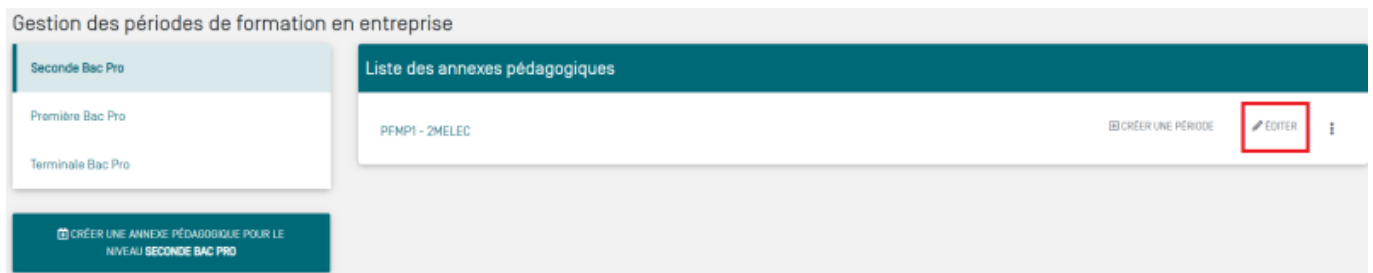 Gestion des périodes de formation en entreprise
Seconde Bac Pro
Première Bac Pro
Terminale Bac Pro
CRÉER UNE ANNEXE PÉDAGOGIQUE POUR LE
NIVEAU SECONDE BAC PRO
Liste des annexes pédagogiques
PFMP1 - 2MELEC
CRÉER UNE PÉRIODE
ÉDITER